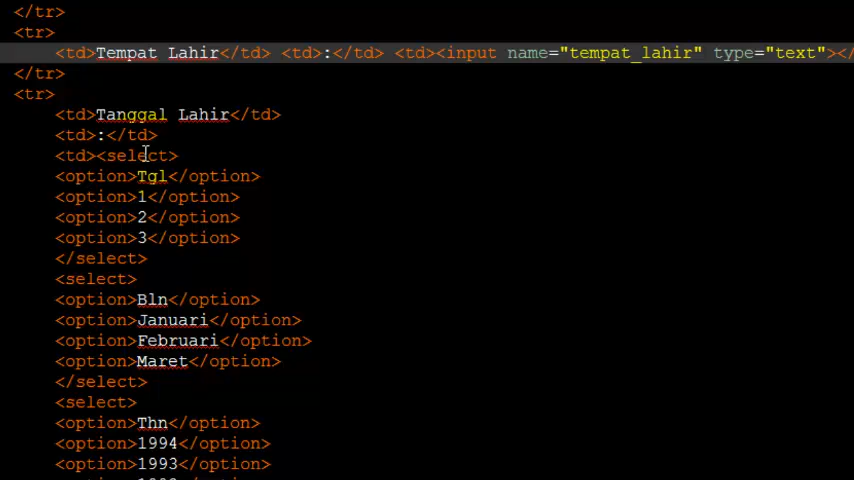 </tr>
<tr>
<td>Tempat Lahir</td> <td>:</td> <td><input name="tempat_lahir" type="text"></
</tr>
<tr>
<td>Tanggal Lahir</td>
<td>:</td>
<td><select>
<option>Tgl</option>
<option>1</option>
<option>2</option>
<option>3</option>
</select>
<select>
<option>Bln</option>
<option>Januari</option>
<option>Februari</option>
<option>Maret</option>
</select>
<select>
<option>Thn</option>
<option>1994</option>
<option>1993</option>